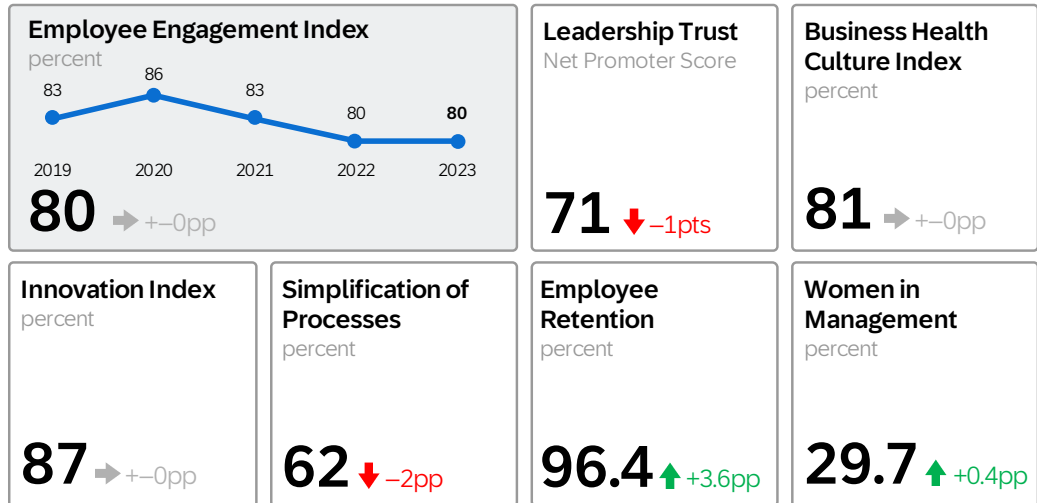 Employee Engagement Index
percent
83
86
83
80
80
2019
2020
2021
2022
2023
80 +–0pp
Leadership Trust
Net Promoter Score
71 –1pts
Business Health
Culture Index
percent
81 +–0pp
Innovation Index
percent
87 +–0pp
Simplification of
Processes
percent
62 –2pp
Employee
Retention
percent
96.4 +3.6pp
Women in
Management
percent
29.7 +0.4pp